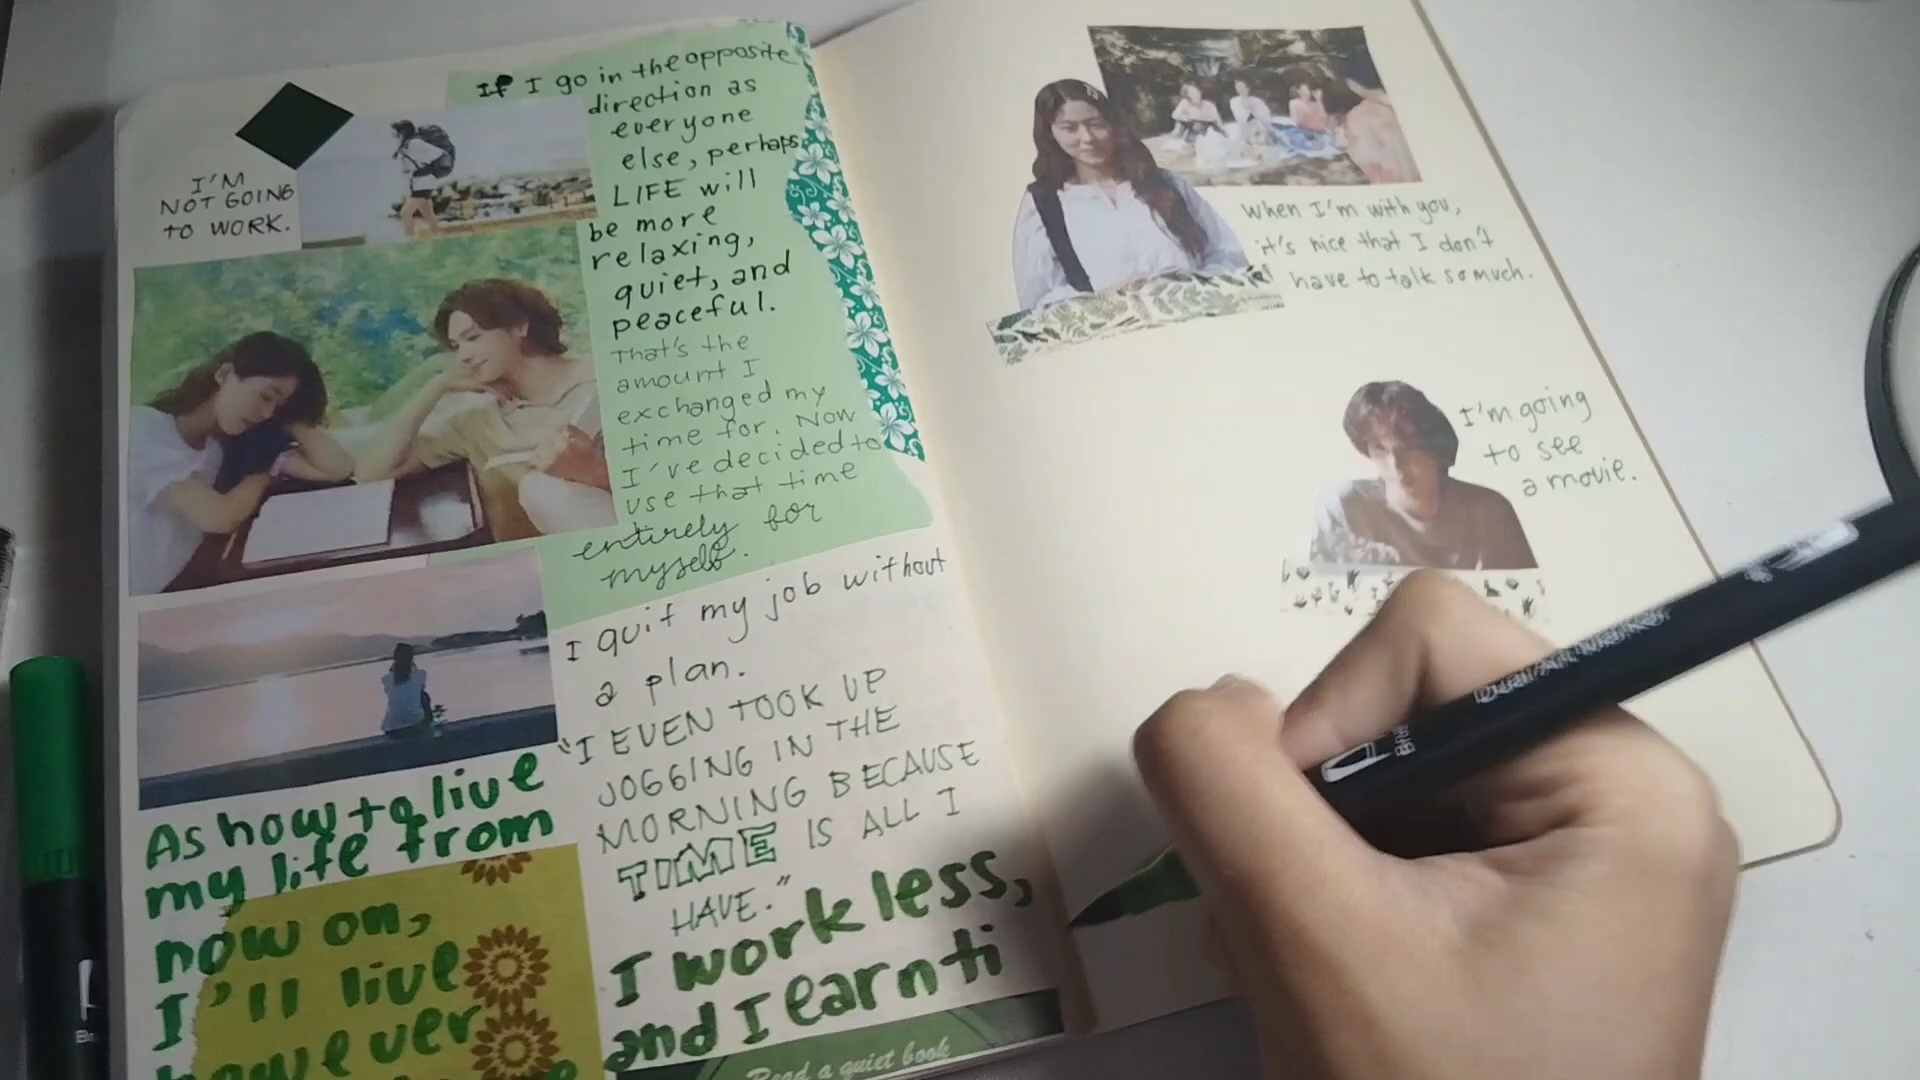 I'M
NOT GOING
TO WORK.
If I go in the opposite
direction as
everyone
else, perhaps
LIFE will
be more
relaxing,
quiet, and
peaceful.
That's the
amount I
exchanged my
time for. Now
I've decided to
use that time
entirely for
myself. for
I quit my job without
a plan.
"I EVEN TOOK UP
JOGGING IN THE
MORNING BECAUSE
TIME IS ALL I
HAVE."
I work less,
and I earn ti
Read a quiet book
As how to live
my life from
now on,
I'll live
however
When I'm with you,
it's nice that I don't
have to talk so much.
I'm going
to see
a movie.